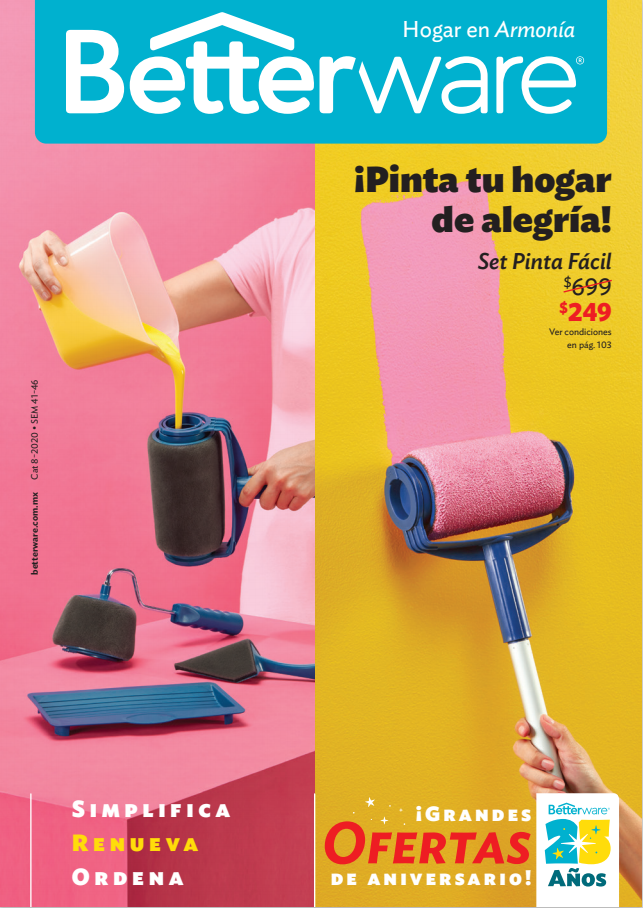 Hogar en Armonía
Betterware®
¡Pinta tu hogar
de alegría!
Set Pinta Fácil
$699
$249
Ver condiciones
en pág. 103
betterware.com.mx Cat 8-2020 • SEM 41-46
SIMPLIFICA
RENUEVA
ORDENA
¡GRANDES
OFERTAS
DE ANIVERSARIO!
Betterware®
25
AÑOS